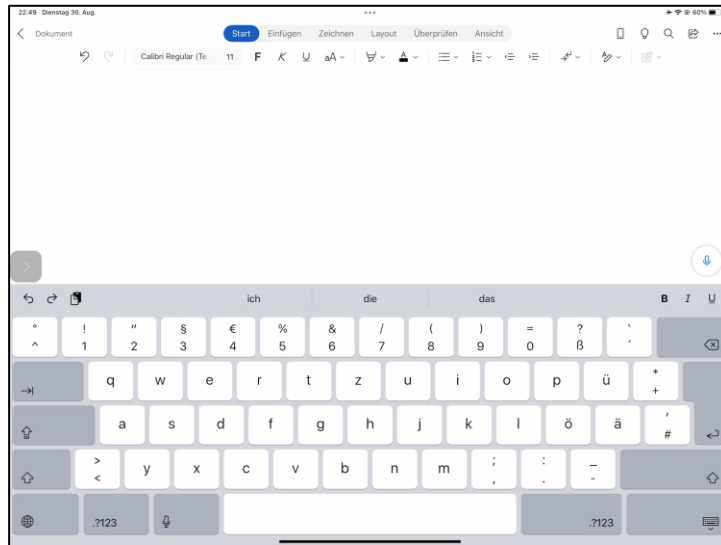 22:49 Dienstag 30. Aug. 60%
Dokument Start Einfügen Zeichnen Layout Überprüfen Ansicht
Calibri Regular (Te 11 F K U aA A
ich die das B I U
° ! " § € % & / ( ) = ? `
^ 1 2 3 4 5 6 7 8 9 0 ß ´
q w e r t z u i o p ü * +
a s d f g h j k l ö ä ' #
> < y x c v b n m ; , : . _ -
.?123 .?123